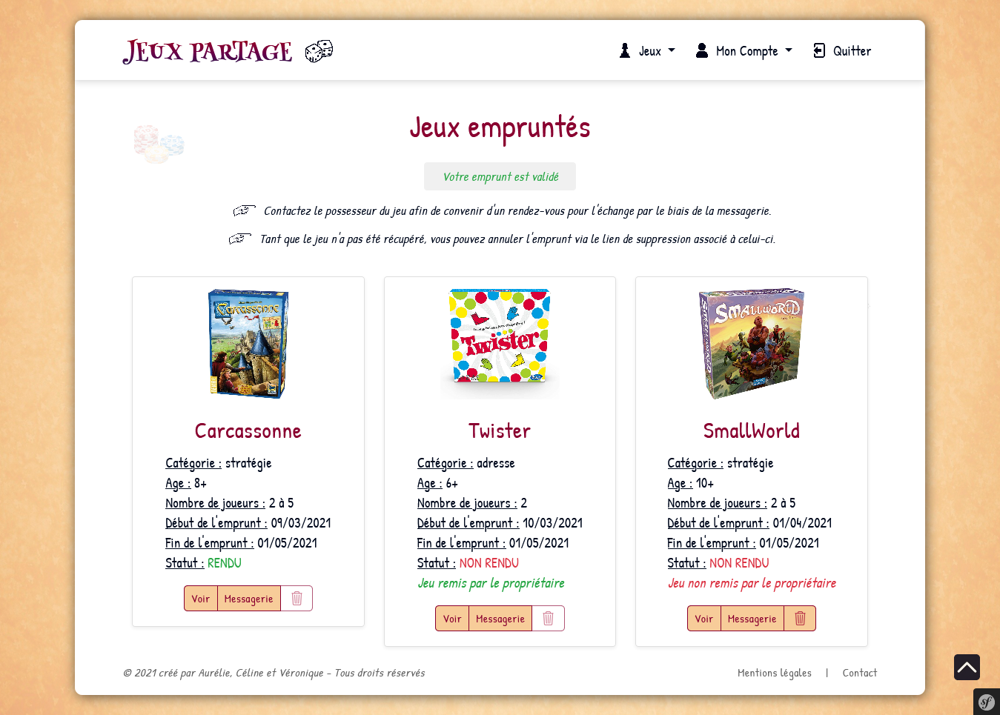 Jeux Partage
Jeux
Mon Compte
Quitter
Jeux empruntés
Votre emprunt est validé
Contactez le possesseur du jeu afin de convenir d'un rendez-vous pour l'échange par le biais de la messagerie.
Tant que le jeu n'a pas été récupéré, vous pouvez annuler l'emprunt via le lien de suppression associé à celui-ci.
Carcassonne
Carcassonne
Catégorie : stratégie
Age : 8+
Nombre de joueurs : 2 à 5
Début de l'emprunt : 09/03/2021
Fin de l'emprunt : 01/05/2021
Statut : RENDU
Voir
Messagerie
Twister
Twister
Catégorie : adresse
Age : 6+
Nombre de joueurs : 2
Début de l'emprunt : 10/03/2021
Fin de l'emprunt : 01/05/2021
Statut : NON RENDU
Jeu remis par le propriétaire
Voir
Messagerie
SMALLWORLD
SMALLWORLD
SmallWorld
Catégorie : stratégie
Age : 10+
Nombre de joueurs : 2 à 5
Début de l'emprunt : 01/04/2021
Fin de l'emprunt : 01/05/2021
Statut : NON RENDU
Jeu non remis par le propriétaire
Voir
Messagerie
© 2021 créé par Aurélie, Céline et Véronique - Tous droits réservés
Mentions légales | Contact
sf